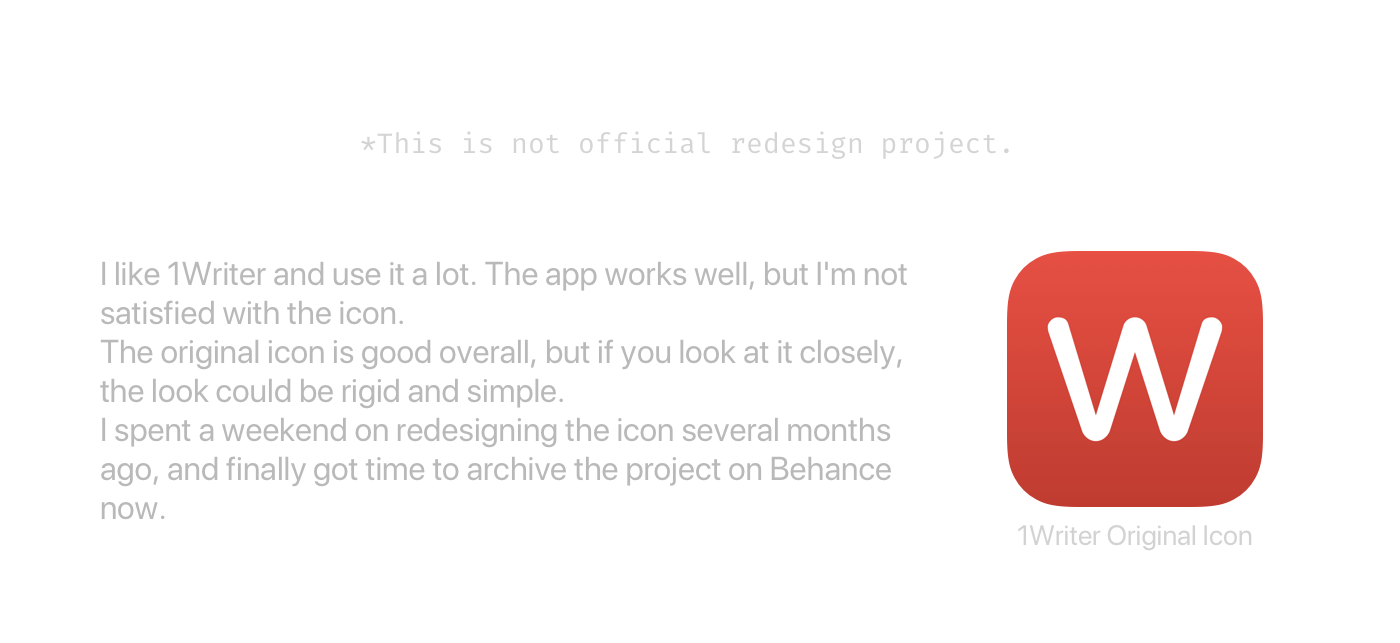 *This is not official redesign project.
I like 1Writer and use it a lot. The app works well, but I'm not
satisfied with the icon.
The original icon is good overall, but if you look at it closely,
the look could be rigid and simple.
I spent a weekend on redesigning the icon several months
ago, and finally got time to archive the project on Behance
now.
W
1Writer Original Icon